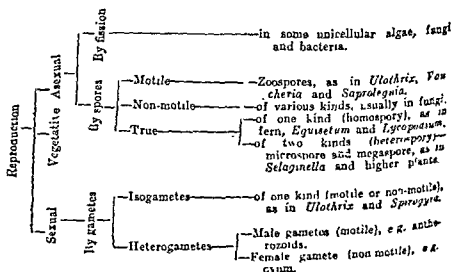 By fission
in some unicellular algae, fungi
and bacteria.
Asexual
By spores
Motile
Zoospores, as in Ulothrix, Vau
cheria and Saprolegnia.
Non-motile
of various kinds, usually in fungi.
True
of one kind (homospory), as in
fern, Equisetum and Lycopodium.
of two kinds (heterospory)—
microspore and megaspore, as in
Selaginella and higher plants.
Reproduction
Vegetative
Sexual
By gametes
Isogametes
of one kind (motile or non-motile),
as in Ulothrix and Spirogyra.
Heterogametes
Male gametes (motile), e g. anthe-
rozoids.
Female gamete (non motile), e.g.